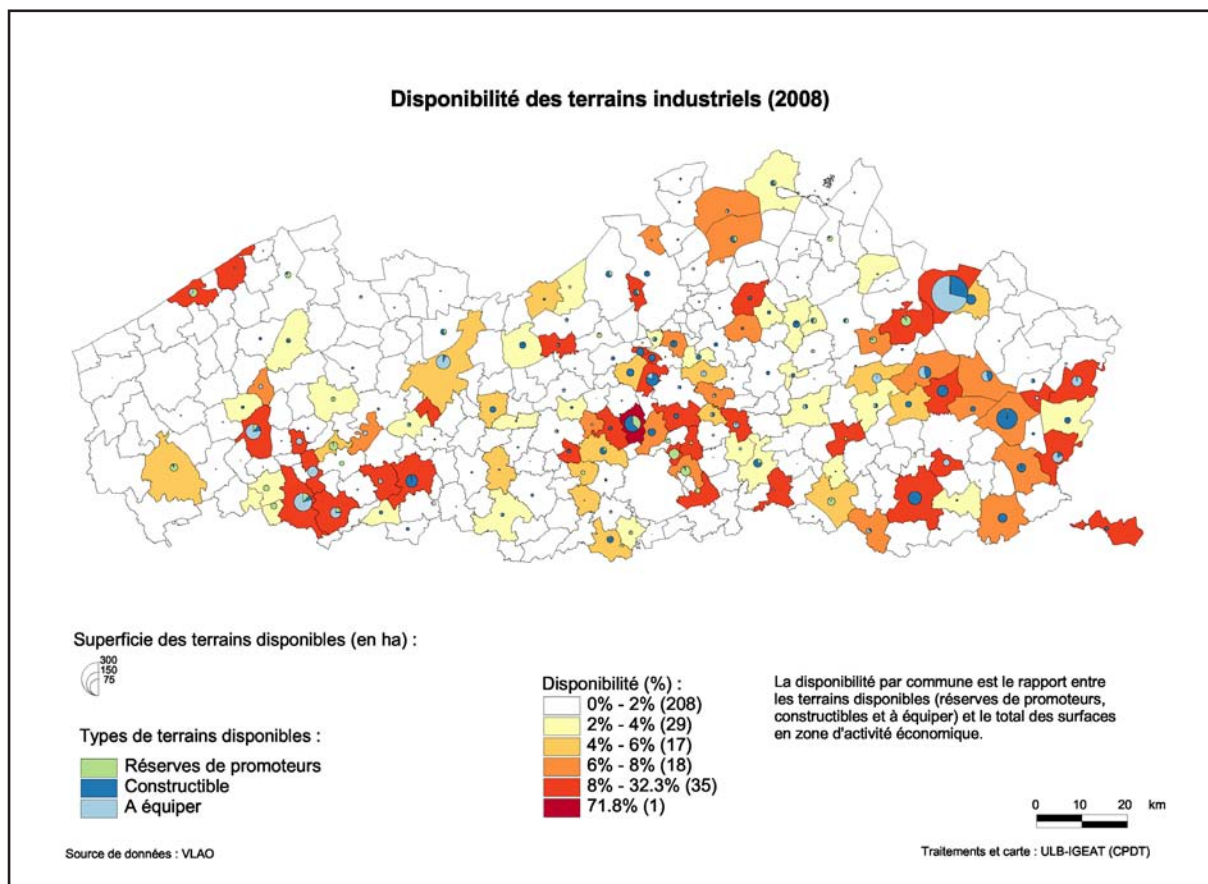 Disponibilité des terrains industriels (2008)
Superficie des terrains disponibles (en ha) :
300
150
75
Types de terrains disponibles :
Réserves de promoteurs
Constructible
A équiper
Disponibilité (%) :
0% - 2% (208)
2% - 4% (29)
4% - 6% (17)
6% - 8% (18)
8% - 32.3% (35)
71.8% (1)
La disponibilité par commune est le rapport entre
les terrains disponibles (réserves de promoteurs,
constructibles et à équiper) et le total des surfaces
en zone d'activité économique.
0 10 20 km
Source de données : VLAO
Traitements et carte : ULB-IGEAT (CPDT)